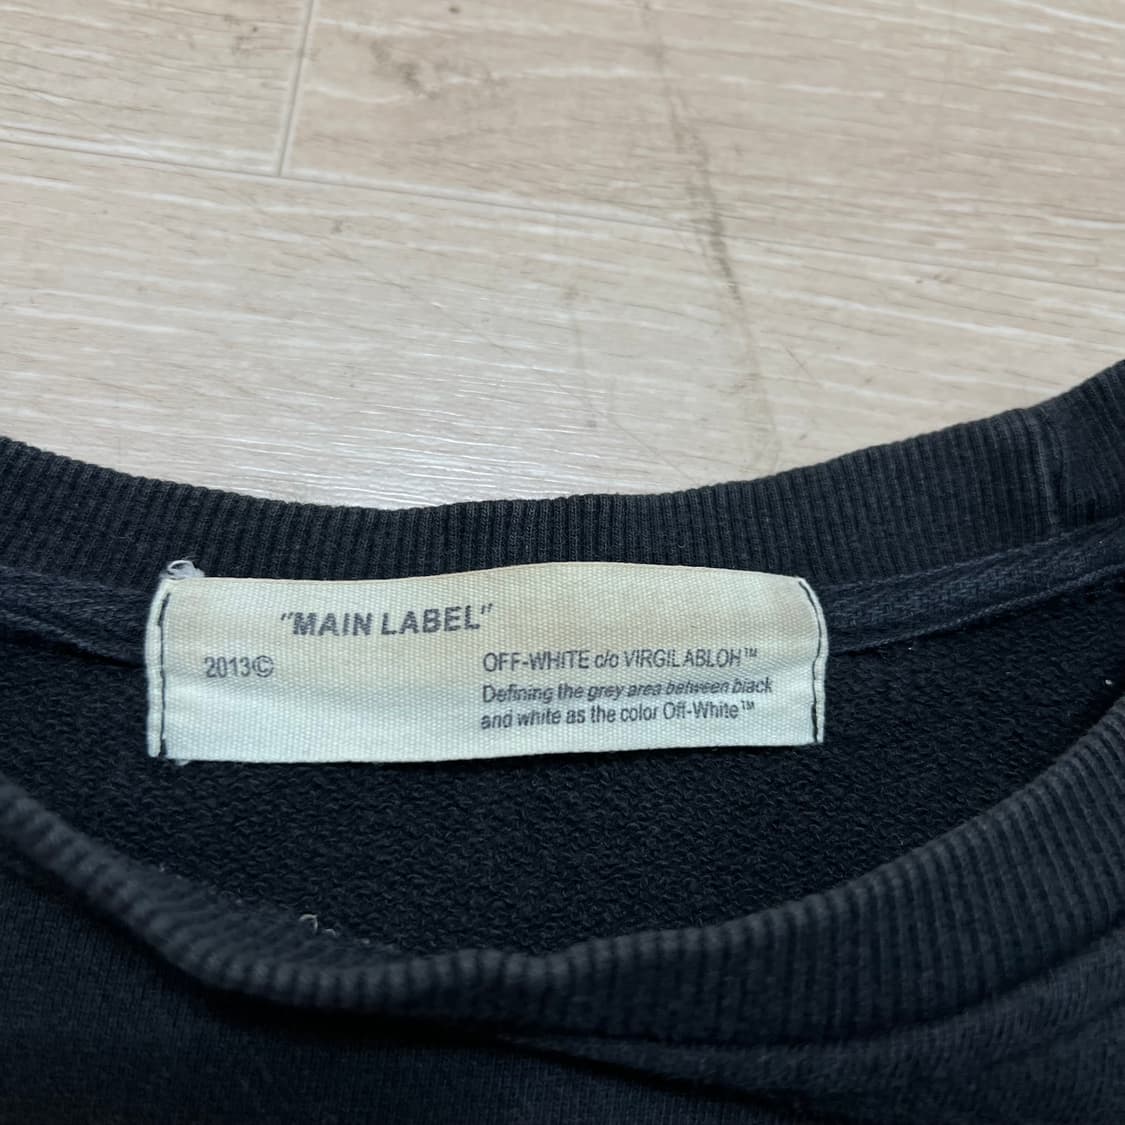 "MAIN LABEL"
2013©
OFF-WHITE c/o VIRGIL ABLOH™
Defining the grey area between black
and white as the color Off-White™